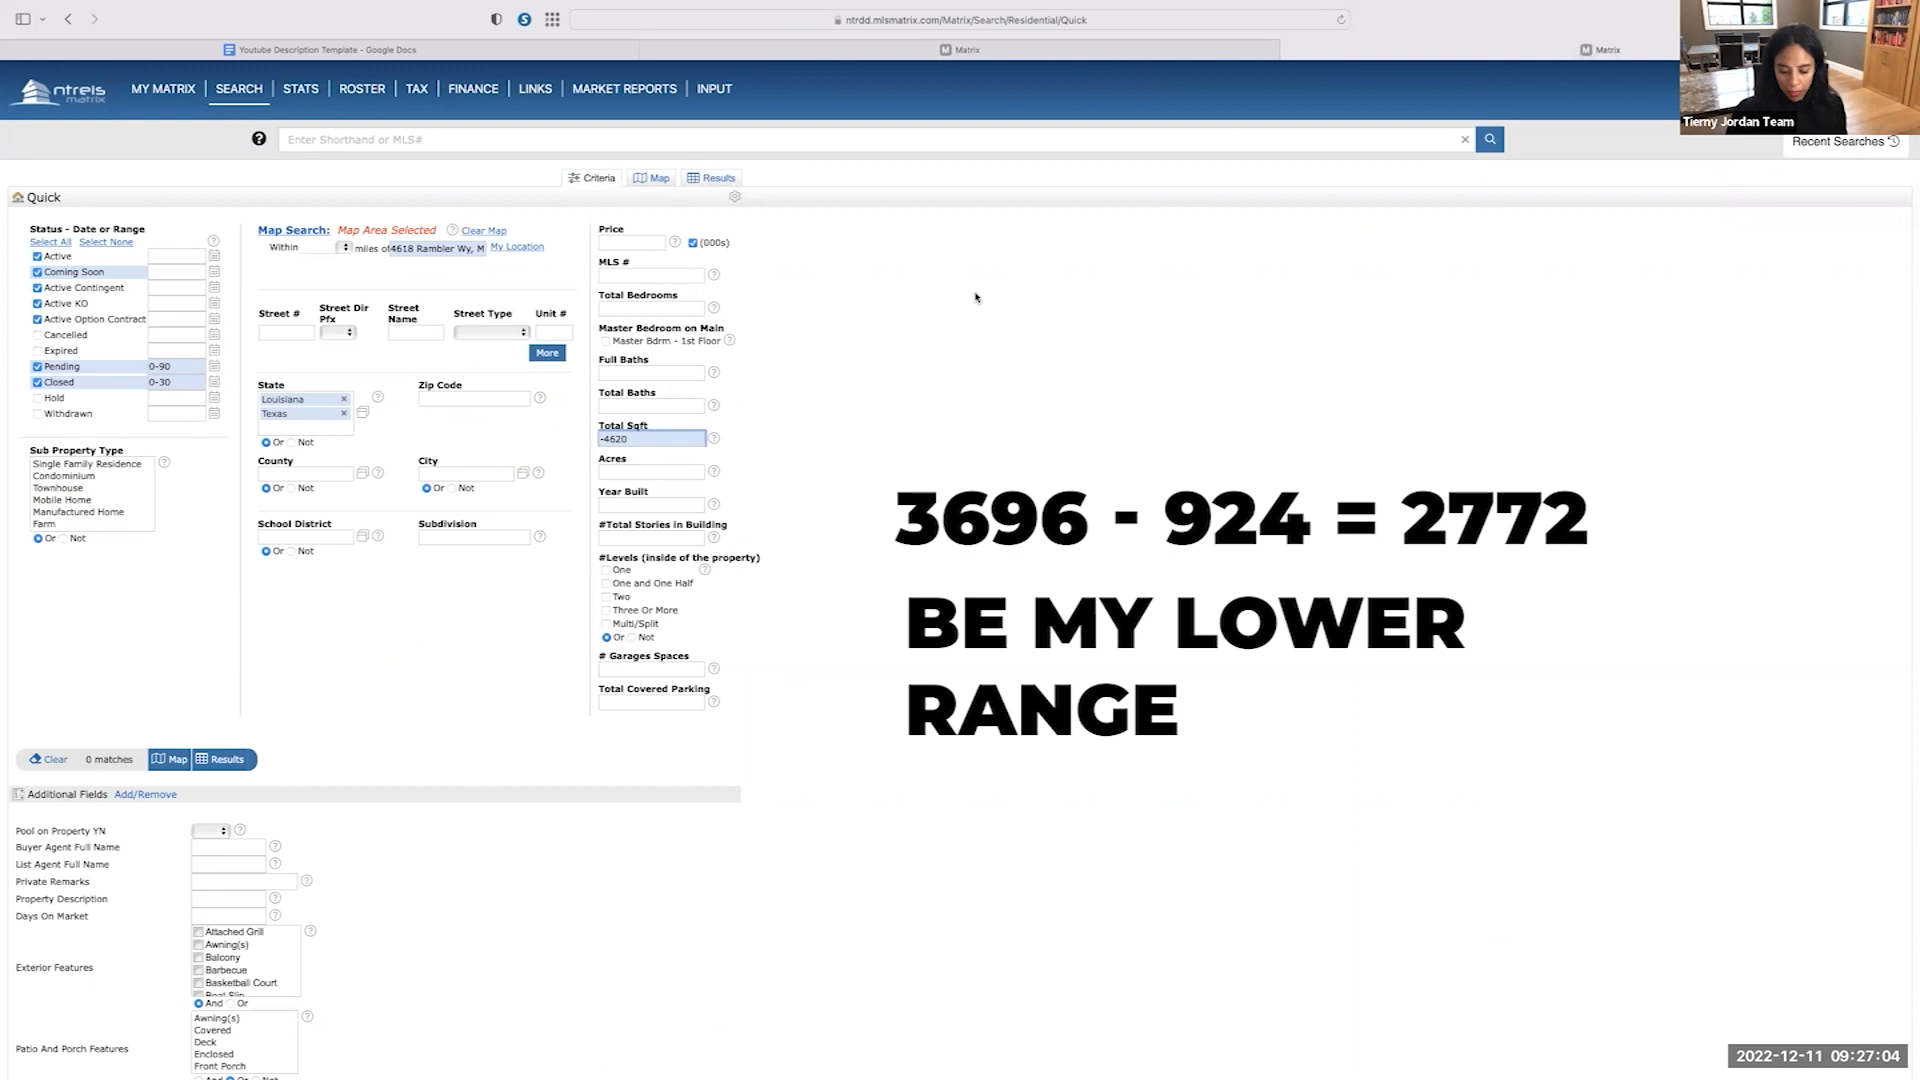 ntrdd.mlsmatrix.com/Matrix/Search/Residential/Quick
Youtube Description Template - Google Docs
Matrix
Matrix
ntreis
matrix
MY MATRIX
SEARCH
STATS
ROSTER
TAX
FINANCE
LINKS
MARKET REPORTS
INPUT
Tierny Jordan Team
Enter Shorthand or MLS#
Recent Searches
Criteria
Map
Results
Quick
Status - Date or Range
Select All Select None
Active
Coming Soon
Active Contingent
Active KO
Active Option Contract
Cancelled
Expired
Pending 0-90
Closed 0-30
Hold
Withdrawn
Sub Property Type
Single Family Residence
Condominium
Townhouse
Mobile Home
Manufactured Home
Farm
Or Not
Map Search: Map Area Selected Clear Map
Within miles of 4618 Rambler Wy, M My Location
Street # Street Dir Pfx Street Name Street Type Unit #
More
State Zip Code
Louisiana
Texas
Or Not
County City
Or Not Or Not
School District Subdivision
Or Not
Price
(000s)
MLS #
Total Bedrooms
Master Bedroom on Main
Master Bdrm - 1st Floor
Full Baths
Total Baths
Total Sqft
-4620
Acres
Year Built
#Total Stories in Building
#Levels (inside of the property)
One
One and One Half
Two
Three Or More
Multi/Split
Or Not
# Garages Spaces
Total Covered Parking
3696 - 924 = 2772
BE MY LOWER
RANGE
Clear 0 matches Map Results
Additional Fields Add/Remove
Pool on Property YN
Buyer Agent Full Name
List Agent Full Name
Private Remarks
Property Description
Days On Market
Exterior Features
Attached Grill
Awning(s)
Balcony
Barbecue
Basketball Court
Boat Slip
And Or
Patio And Porch Features
Awning(s)
Covered
Deck
Enclosed
Front Porch
And Or Not
2022-12-11 09:27:04